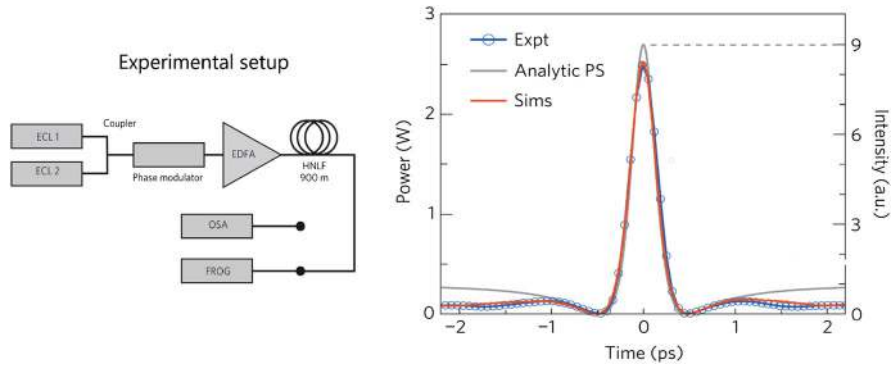 Experimental setup
Coupler
ECL 1
ECL 2
Phase modulator
EDFA
HNLF
900 m
OSA
FROG
3
2
1
0
Power (W)
Expt
Analytic PS
Sims
9
6
3
0
Intensity (a.u.)
−2 −1 0 1 2
Time (ps)